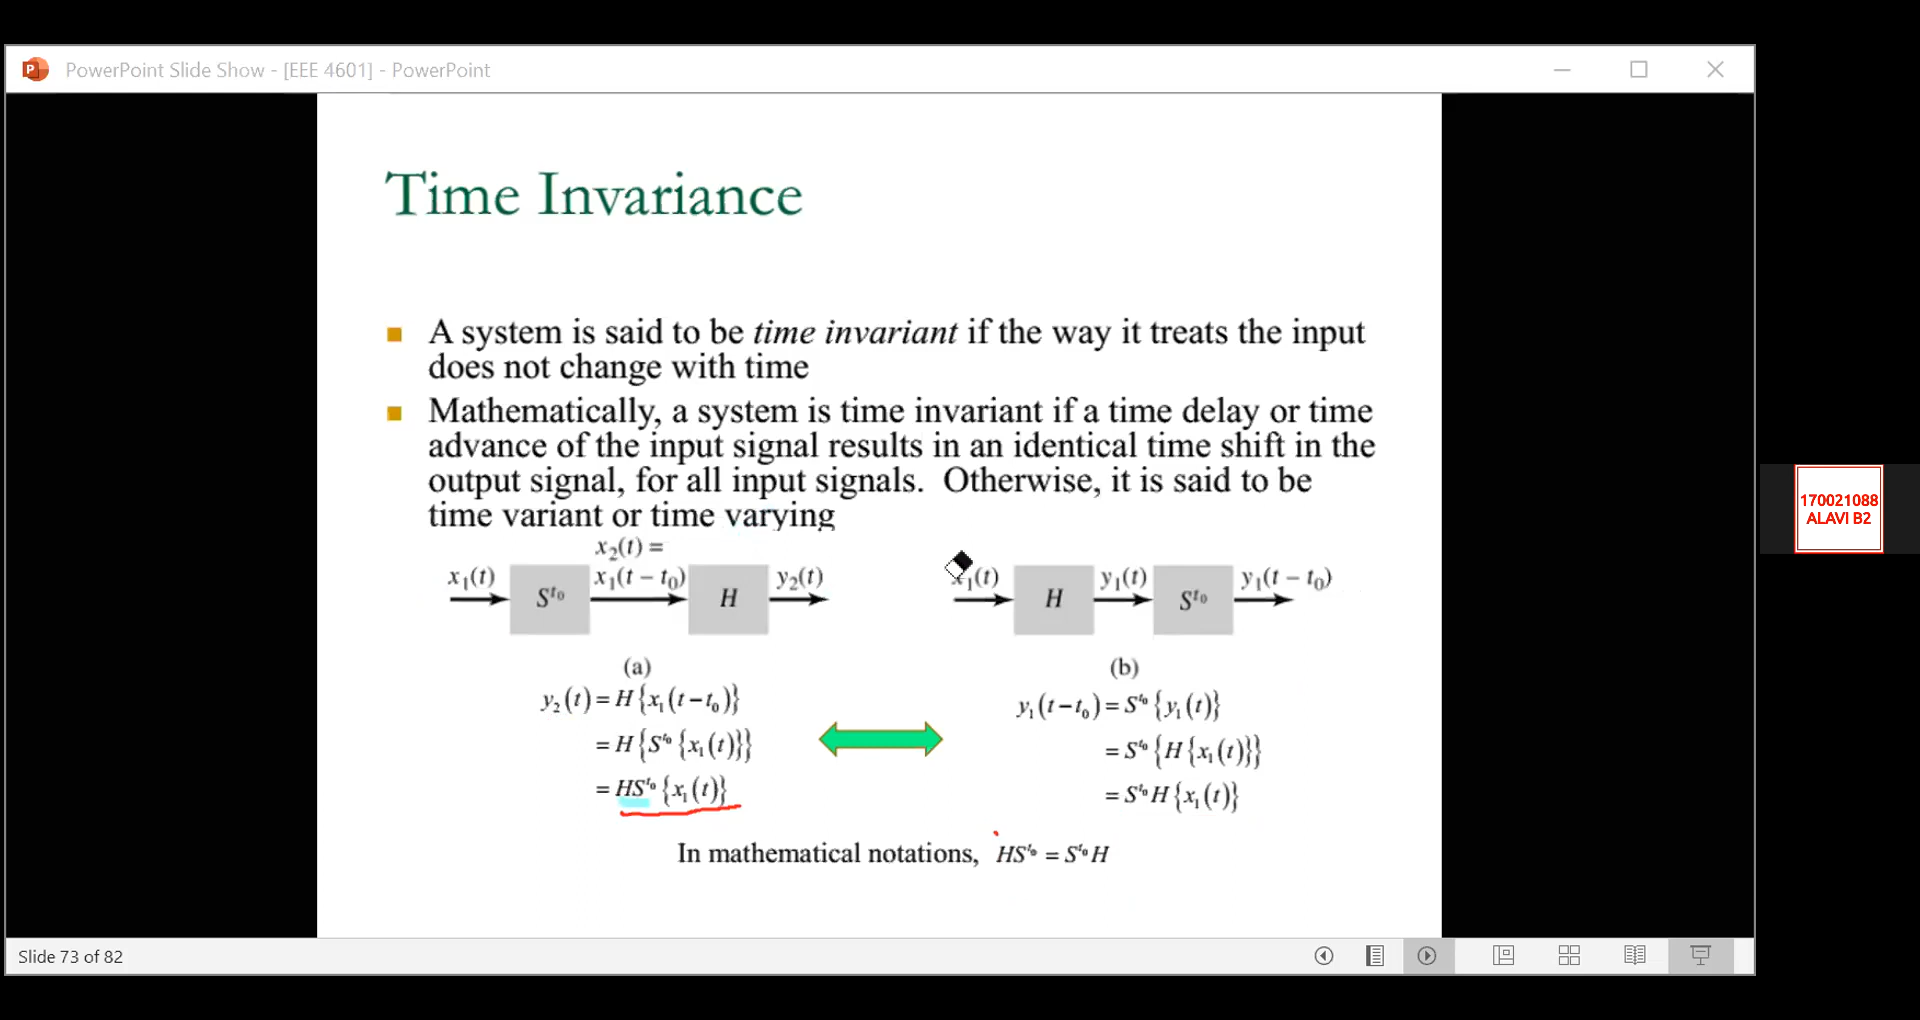 PowerPoint Slide Show - [EEE 4601] - PowerPoint
Time Invariance
A system is said to be time invariant if the way it treats the input
does not change with time
Mathematically, a system is time invariant if a time delay or time
advance of the input signal results in an identical time shift in the
output signal, for all input signals. Otherwise, it is said to be
time variant or time varying
x₂(t) =
x₁(t) S^t₀ x₁(t − t₀) H y₂(t)
x₁(t) H y₁(t) S^t₀ y₁(t − t₀)
(a)
y₂(t) = H{x₁(t−t₀)}
= H{S^t₀{x₁(t)}}
= HS^t₀{x₁(t)}
(b)
y₁(t−t₀) = S^t₀{y₁(t)}
= S^t₀{H{x₁(t)}}
= S^t₀H{x₁(t)}
In mathematical notations, HS^t₀ = S^t₀H
170021088
ALAVI B2
Slide 73 of 82